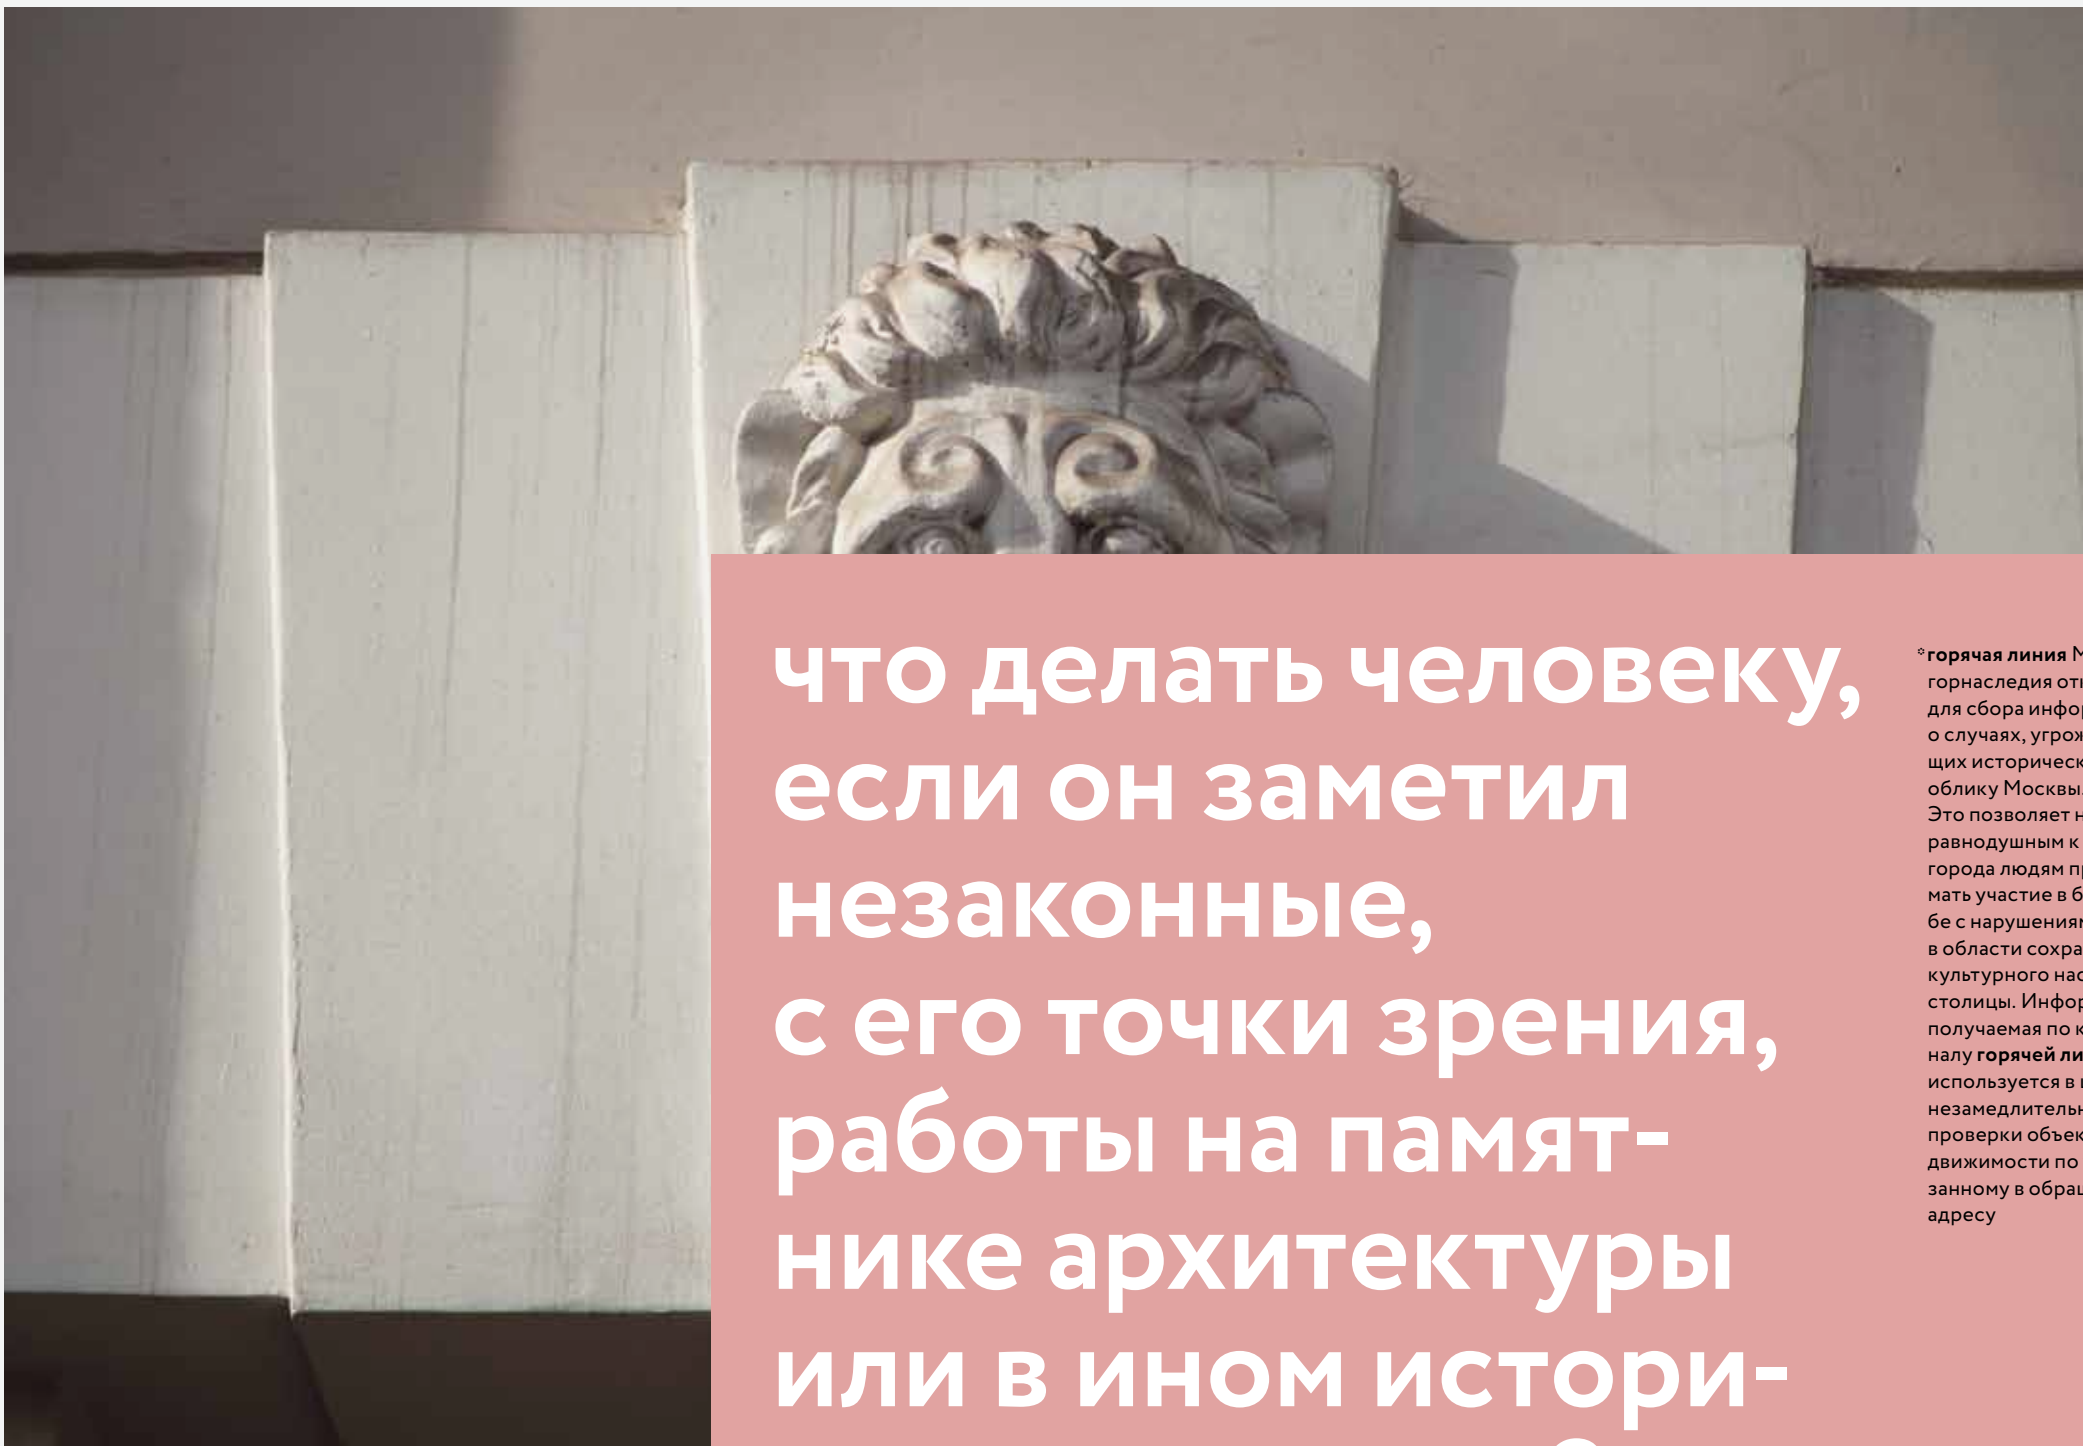 что делать человеку,
если он заметил
незаконные,
с его точки зрения,
работы на памят-
нике архитектуры
или в ином истори-
*горячая линия
горнаследия
для сбора
о случаях,
щих
облику Москвы.
Это позволяет
равнодушным к
города людям
мать участие в
бе с
в области
культурного
столицы.
получаемая по
налу горячей
используется в
проверки
движимости по
занному в
адресу